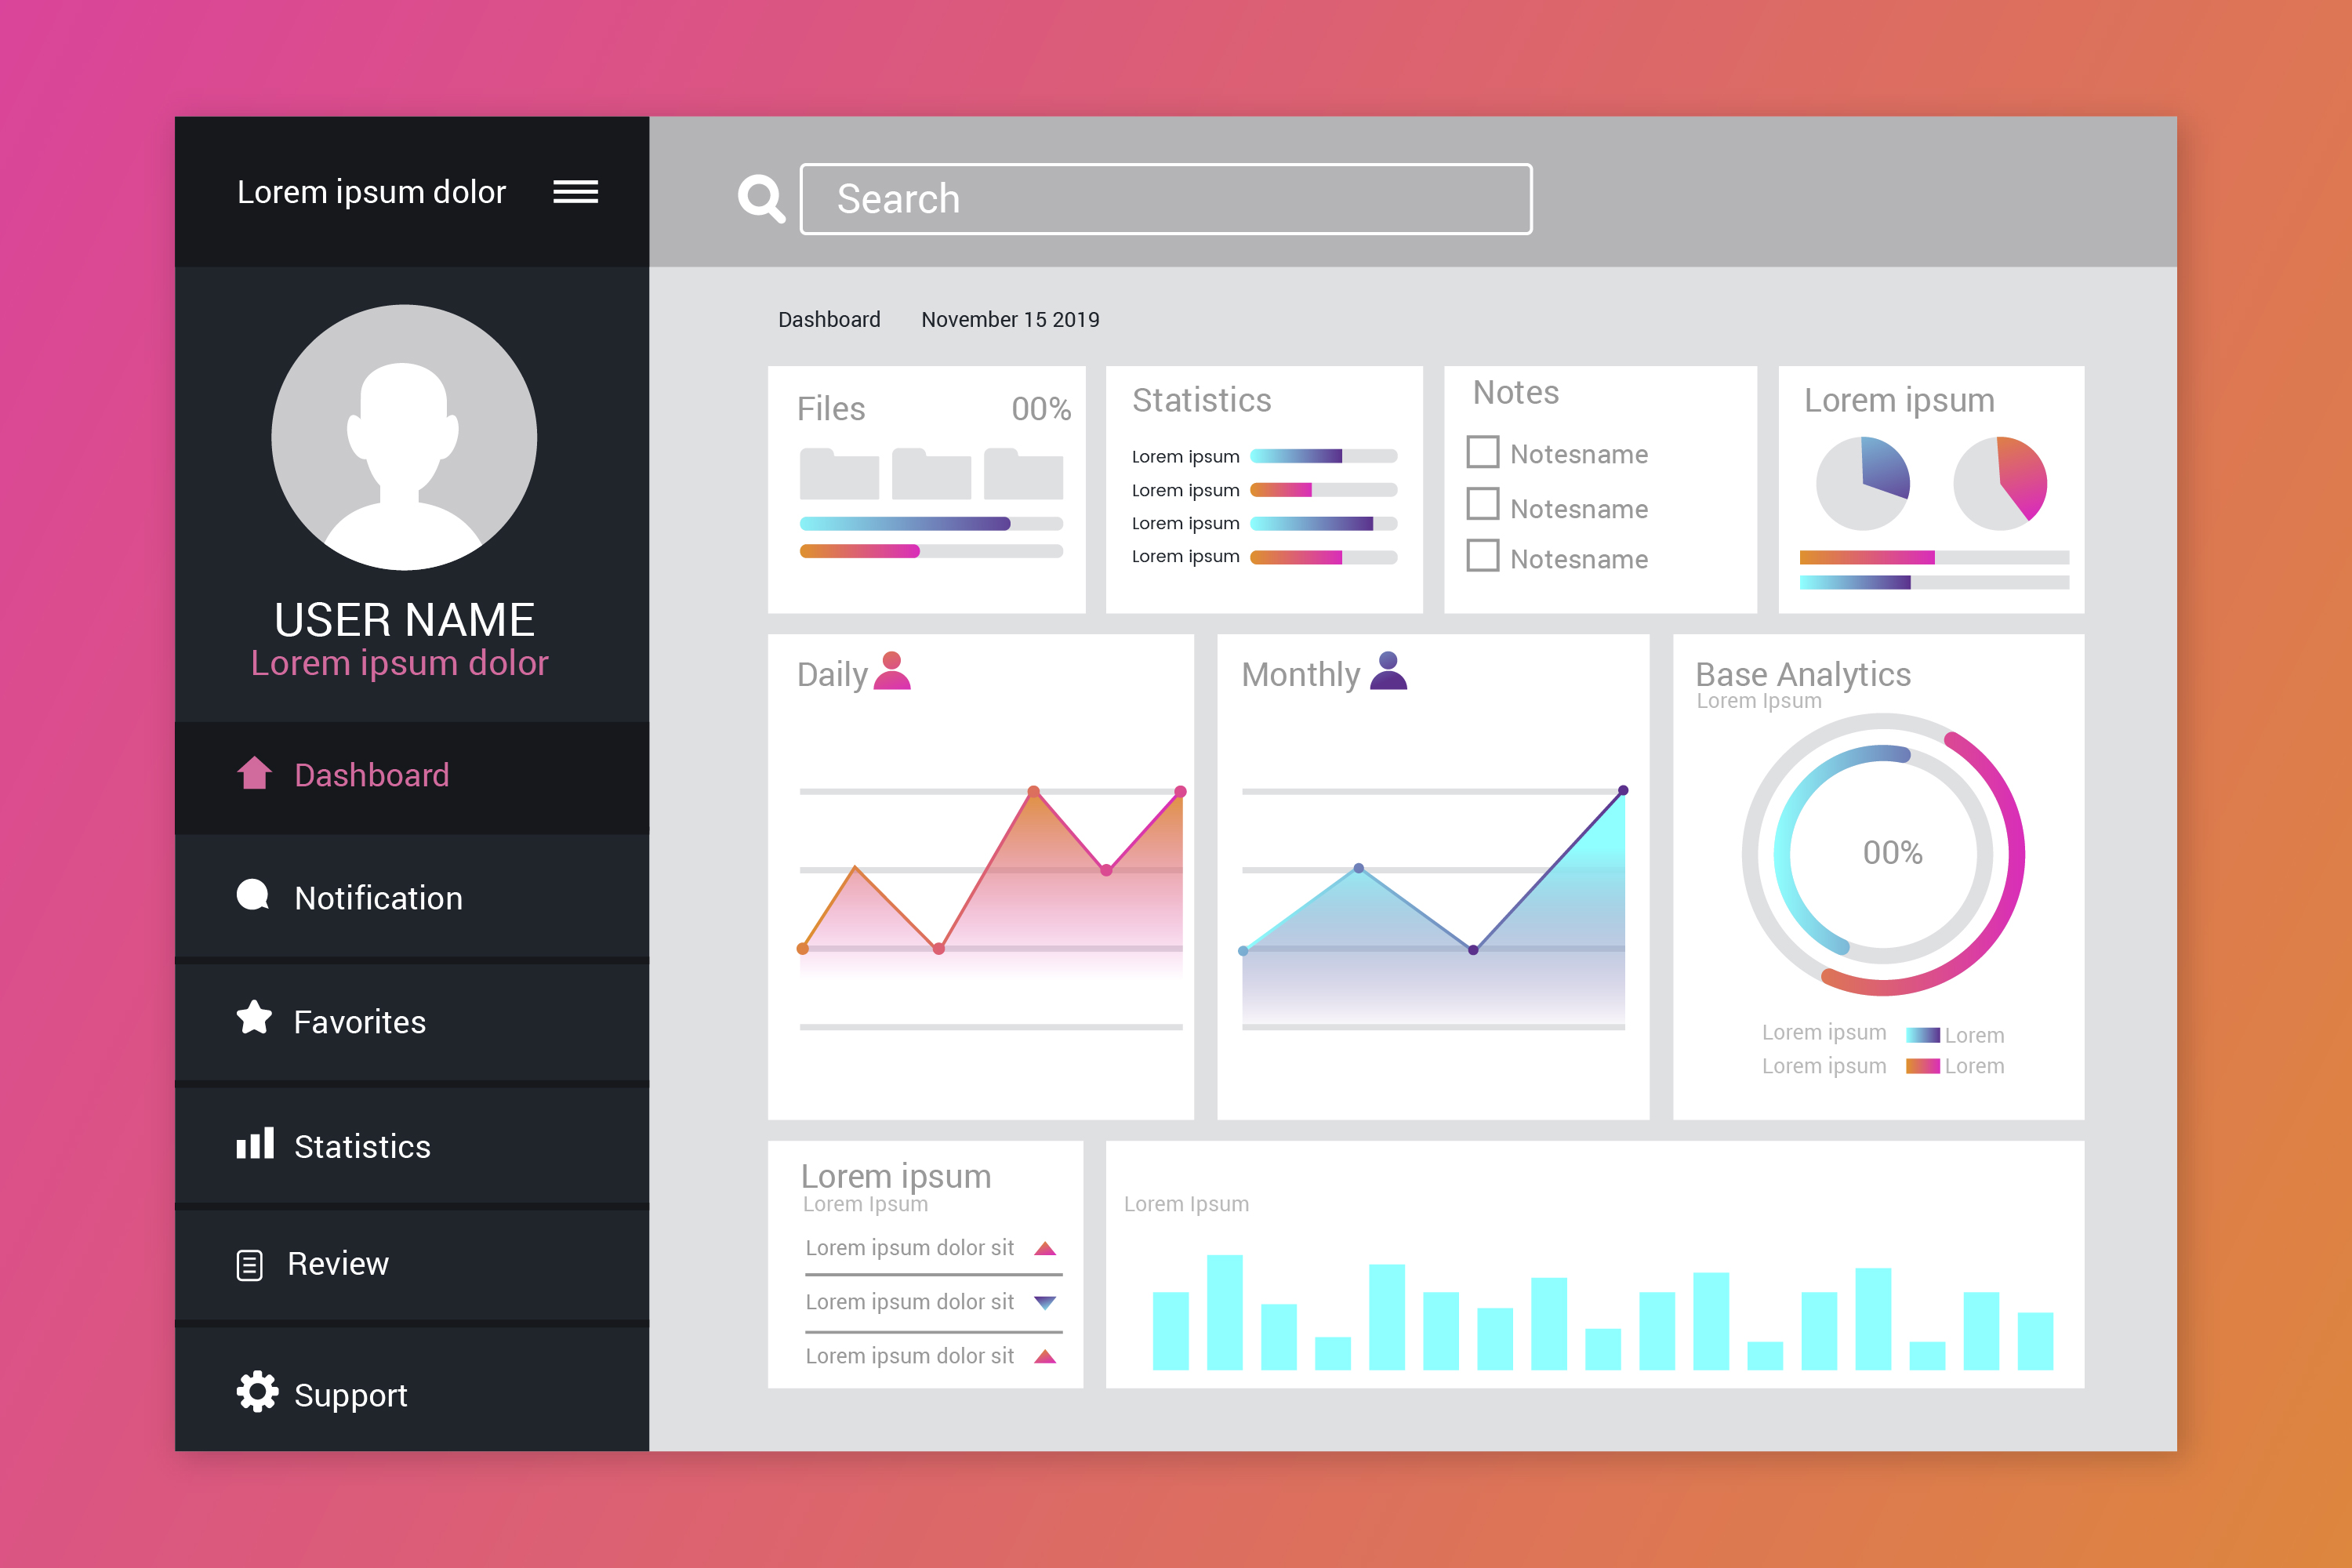 Lorem ipsum dolor
Search
USER NAME
Lorem ipsum dolor
Dashboard
Notification
Favorites
Statistics
Review
Support
Dashboard November 15 2019
Files 00%
Statistics
Lorem ipsum
Lorem ipsum
Lorem ipsum
Lorem ipsum
Notes
Notesname
Notesname
Notesname
Lorem ipsum
Daily
Monthly
Base Analytics
Lorem Ipsum
00%
Lorem ipsum Lorem
Lorem ipsum Lorem
Lorem ipsum
Lorem Ipsum
Lorem ipsum dolor sit
Lorem ipsum dolor sit
Lorem ipsum dolor sit
Lorem Ipsum